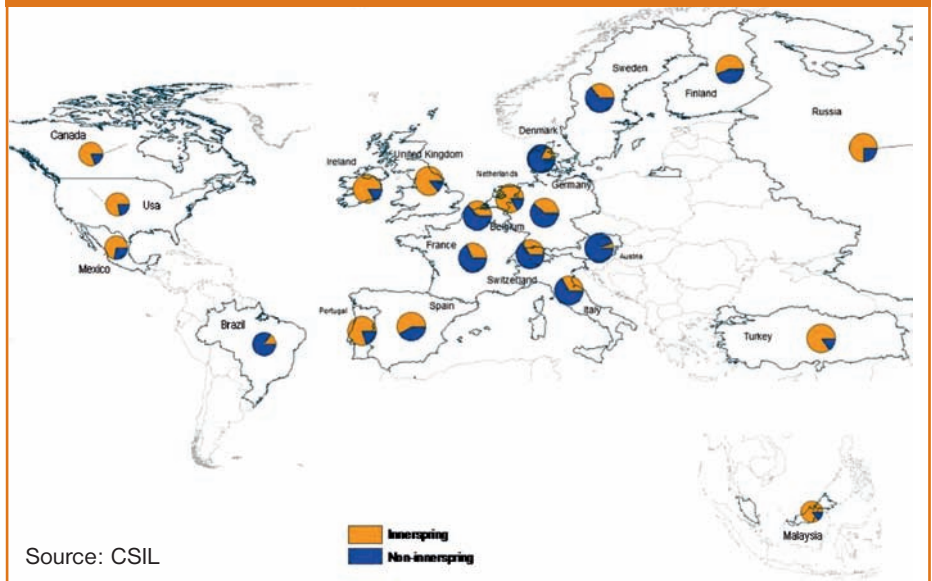 Sweden
Finland
Russia
Canada
Denmark
Ireland
United Kingdom
Netherlands
Germany
Usa
Belgium
France
Austria
Mexico
Switzerland
Spain
Italy
Portugal
Brazil
Turkey
Innerspring
Non-innerspring
Malaysia
Source: CSIL